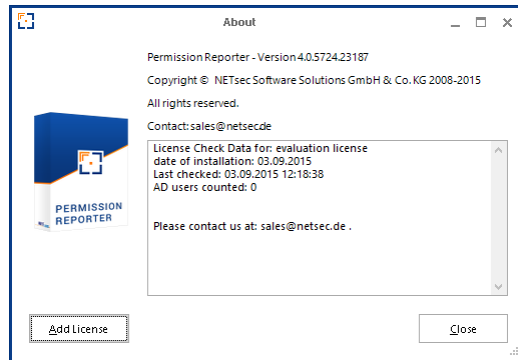 About
Permission Reporter - Version 4.0.5724.23187
Copyright © NETsec Software Solutions GmbH & Co. KG 2008-2015
All rights reserved.
Contact: sales@netsec.de
License Check Data for: evaluation license
date of installation: 03.09.2015
Last checked: 03.09.2015 12:18:38
AD users counted: 0
Please contact us at: sales@netsec.de .
PERMISSION
REPORTER
Add License
Close